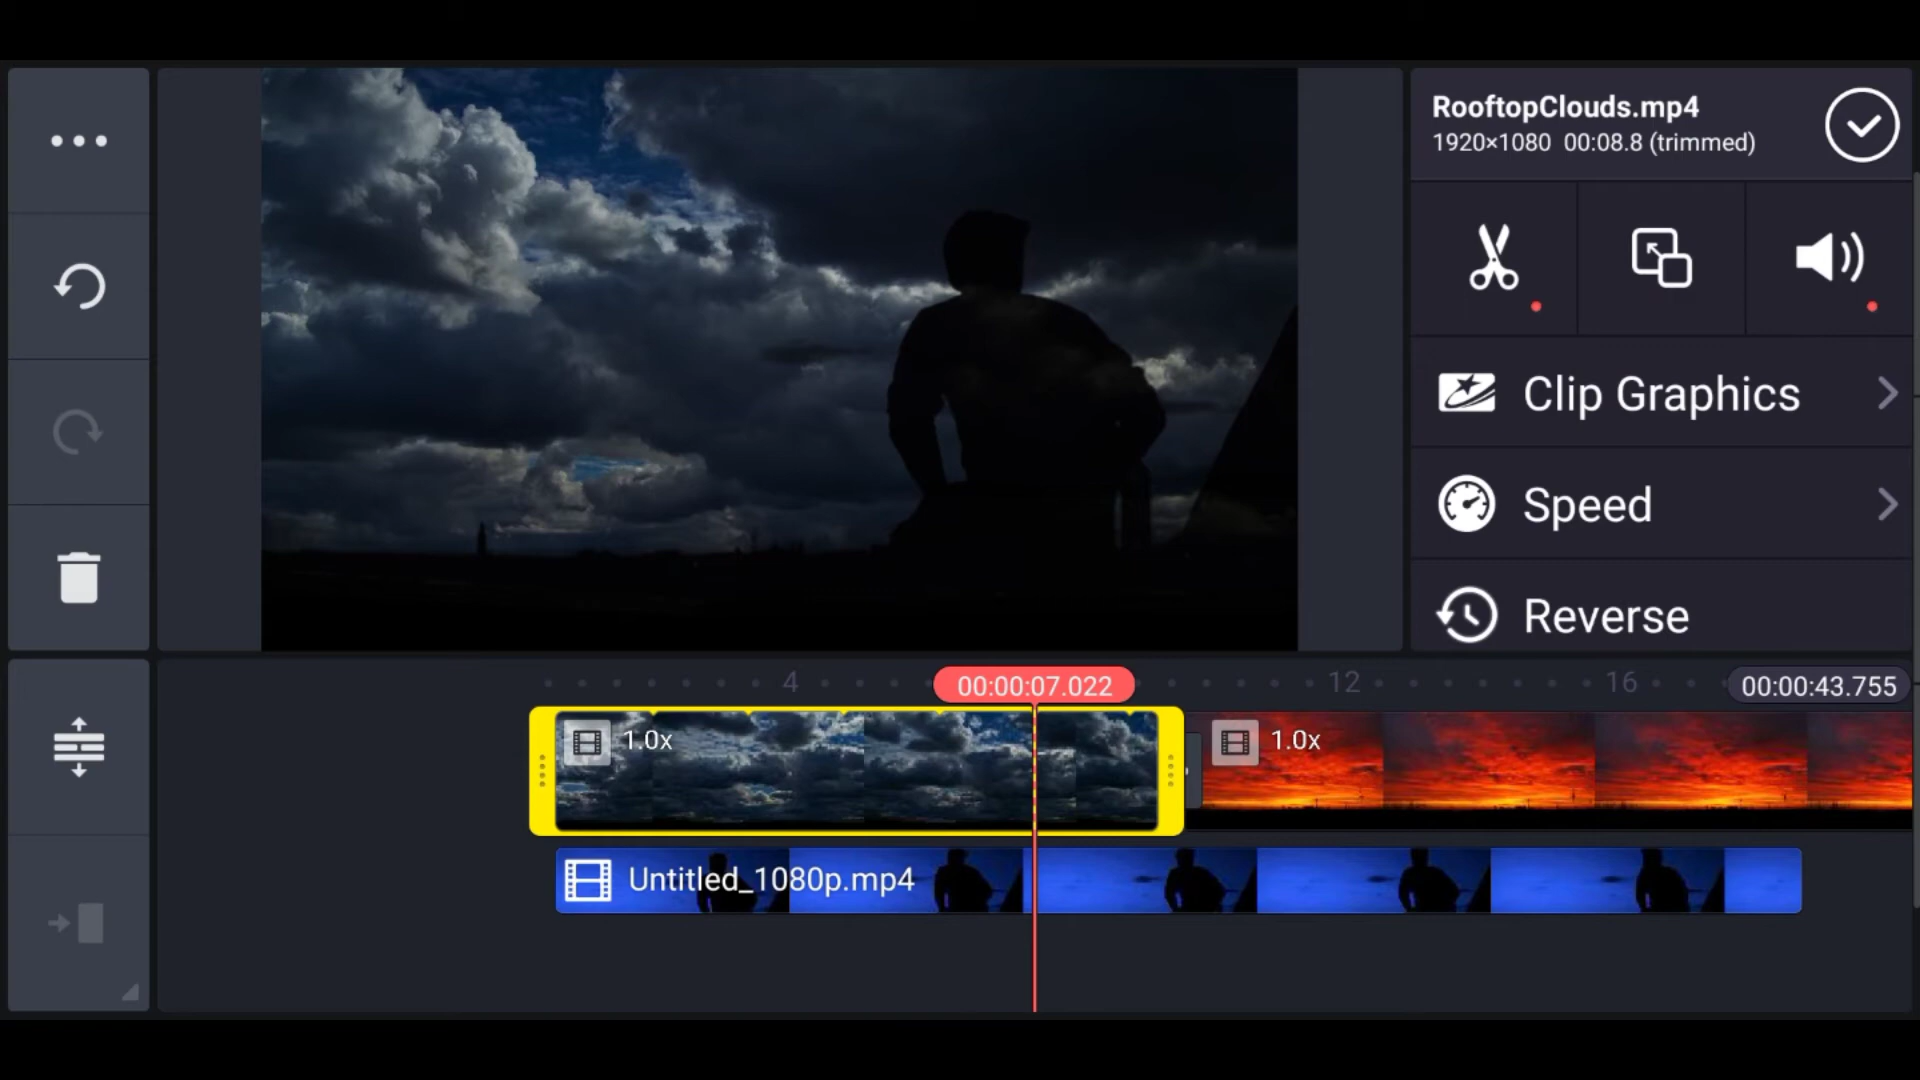 RooftopClouds.mp4
1920×1080 00:08.8 (trimmed)
Clip Graphics
Speed
Reverse
4
00:00:07.022
12
16
00:00:43.755
1.0x
1.0x
Untitled_1080p.mp4